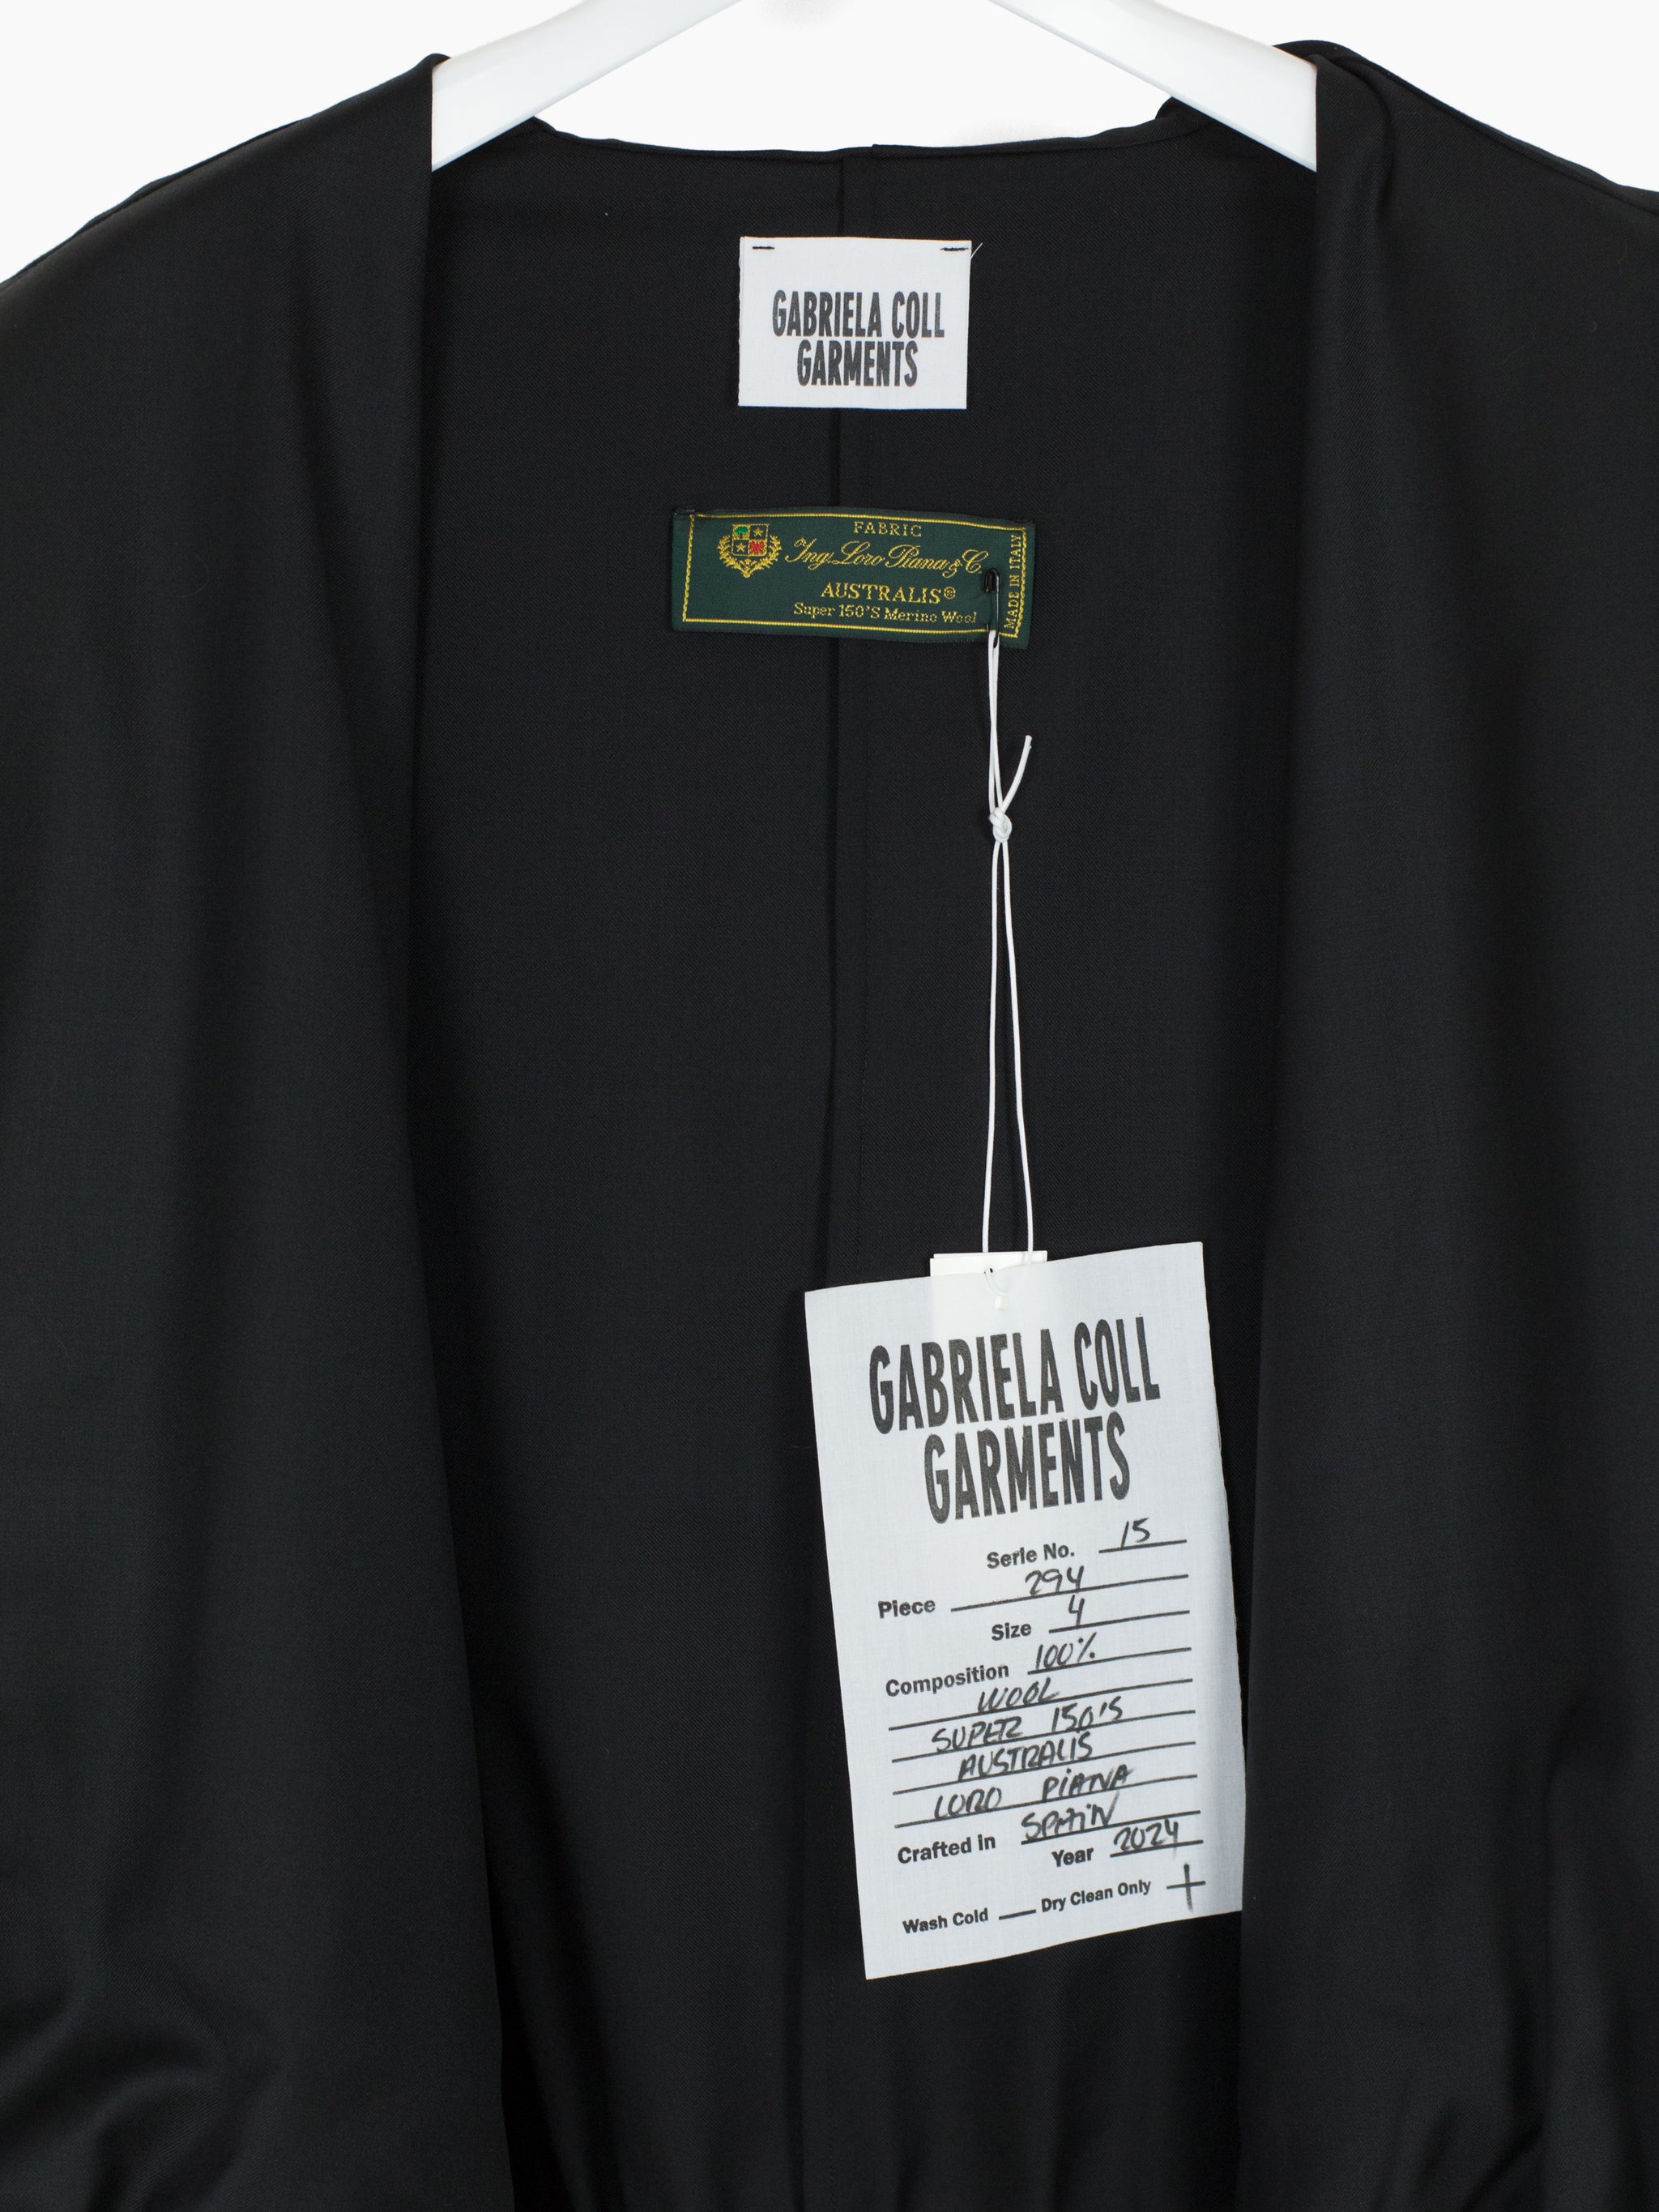 GABRIELA COLL
GARMENTS
FABRIC
Ing. Loro Piana & C.
AUSTRALIS®
Super 150'S Merino Wool
MADE IN ITALY
GABRIELA COLL
GARMENTS
Serie No. 15
Piece 294
Size 4
Composition 100%
WOOL
SUPER 150'S
AUSTRALIS
LORO PIANA
Crafted in SPAIN
Year 2024
Wash Cold Dry Clean Only +